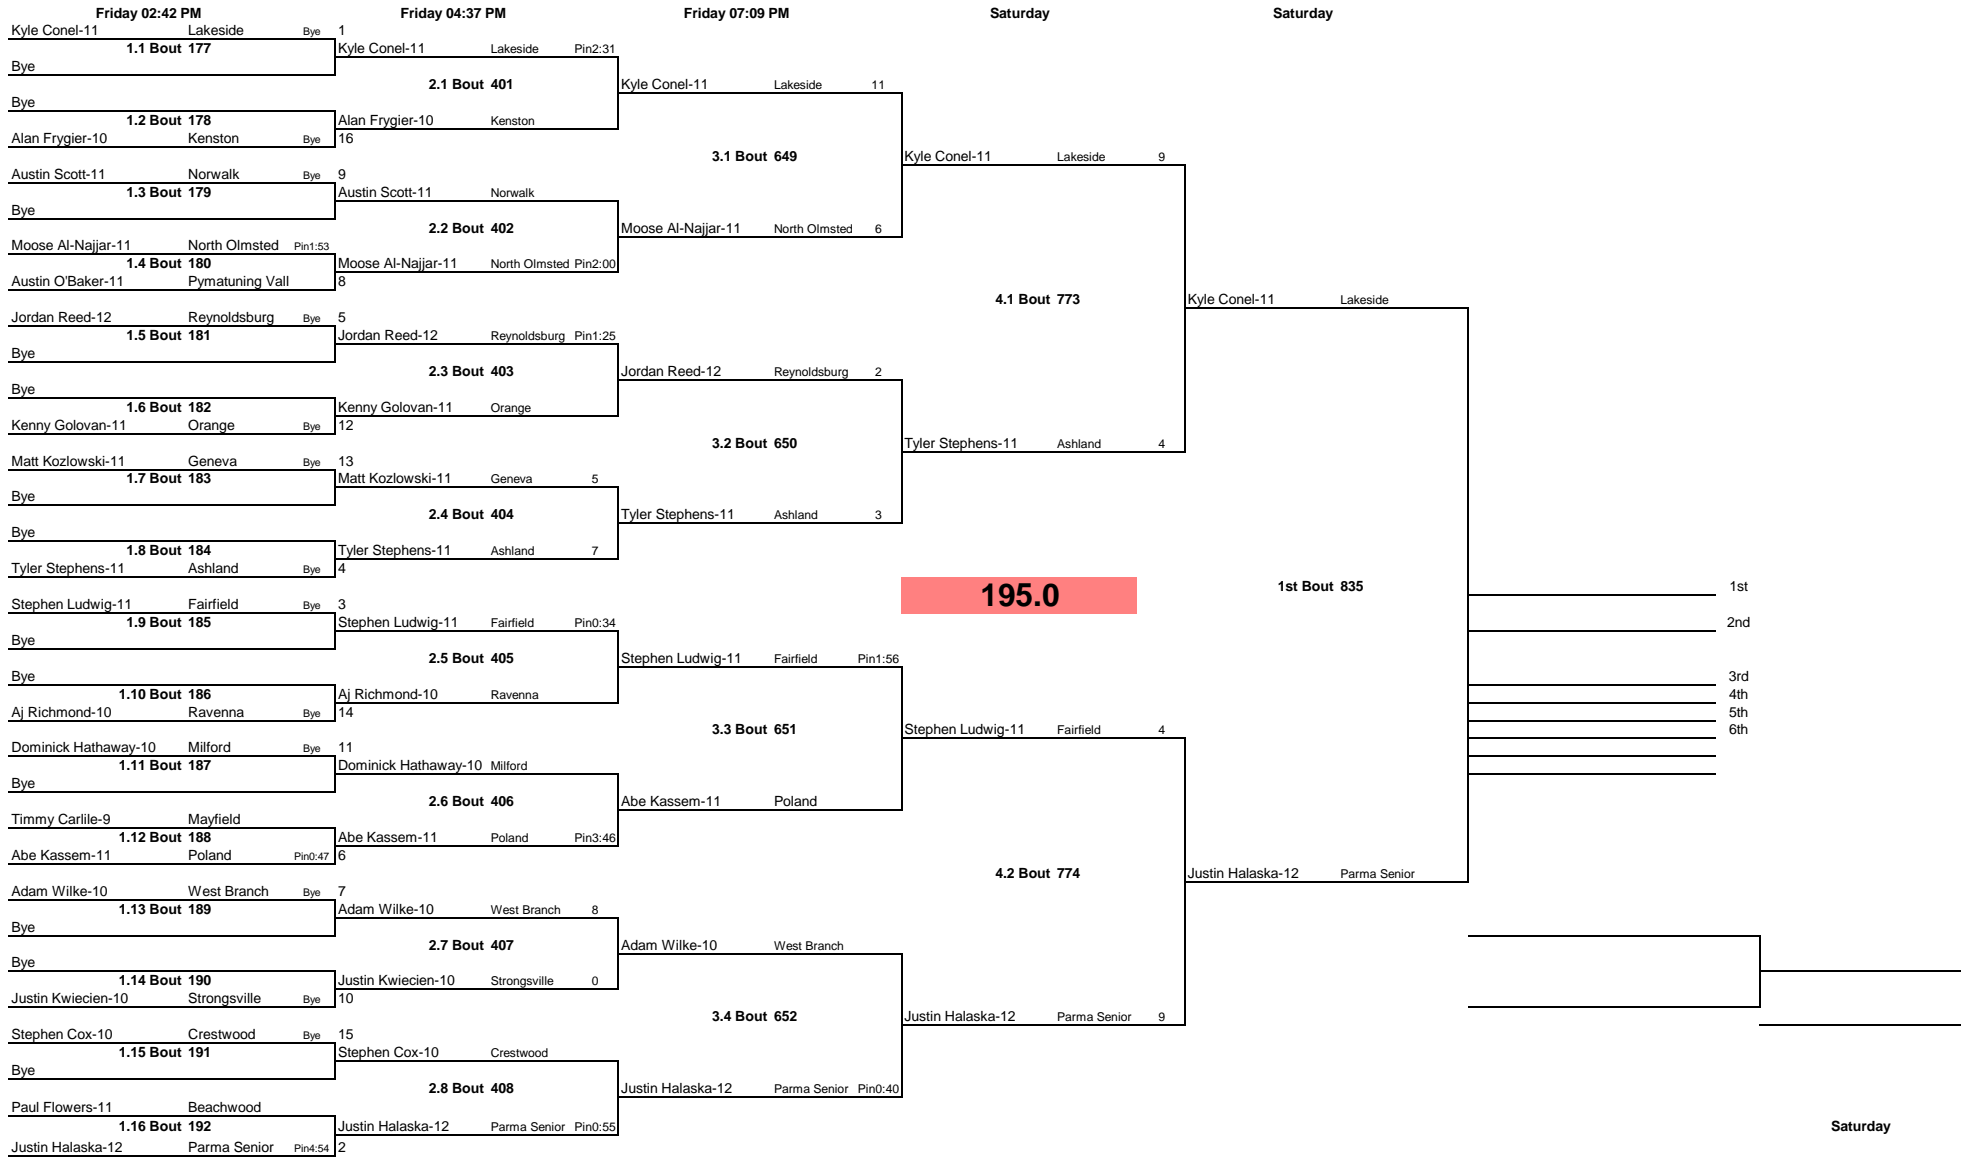 Friday 02:42 PM Friday 04:37 PM Friday 07:09 PM Saturday Saturday
Kyle Conel-11 Lakeside Bye 1
1.1 Bout 177 Kyle Conel-11 Lakeside Pin2:31
Bye
2.1 Bout 401 Kyle Conel-11 Lakeside 11
Bye
1.2 Bout 178 Alan Frygier-10 Kenston
Alan Frygier-10 Kenston Bye 16
3.1 Bout 649 Kyle Conel-11 Lakeside 9
Austin Scott-11 Norwalk Bye 9
1.3 Bout 179 Austin Scott-11 Norwalk
Bye
2.2 Bout 402 Moose Al-Najjar-11 North Olmsted 6
Moose Al-Najjar-11 North Olmsted Pin1:53
1.4 Bout 180 Moose Al-Najjar-11 North Olmsted Pin2:00
Austin O'Baker-11 Pymatuning Vall 8
4.1 Bout 773 Kyle Conel-11 Lakeside
Jordan Reed-12 Reynoldsburg Bye 5
1.5 Bout 181 Jordan Reed-12 Reynoldsburg Pin1:25
Bye
2.3 Bout 403 Jordan Reed-12 Reynoldsburg 2
Bye
1.6 Bout 182 Kenny Golovan-11 Orange
Kenny Golovan-11 Orange Bye 12
3.2 Bout 650 Tyler Stephens-11 Ashland 4
Matt Kozlowski-11 Geneva Bye 13
1.7 Bout 183 Matt Kozlowski-11 Geneva 5
Bye
2.4 Bout 404 Tyler Stephens-11 Ashland 3
Bye
1.8 Bout 184 Tyler Stephens-11 Ashland 7
Tyler Stephens-11 Ashland Bye 4
195.0 1st Bout 835 1st
Stephen Ludwig-11 Fairfield Bye 3
1.9 Bout 185 Stephen Ludwig-11 Fairfield Pin0:34 2nd
Bye
2.5 Bout 405 Stephen Ludwig-11 Fairfield Pin1:56
Bye 3rd
1.10 Bout 186 Aj Richmond-10 Ravenna 4th
Aj Richmond-10 Ravenna Bye 14 5th
3.3 Bout 651 Stephen Ludwig-11 Fairfield 4 6th
Dominick Hathaway-10 Milford Bye 11
1.11 Bout 187 Dominick Hathaway-10 Milford
Bye
2.6 Bout 406 Abe Kassem-11 Poland
Timmy Carlile-9 Mayfield
1.12 Bout 188 Abe Kassem-11 Poland Pin3:46
Abe Kassem-11 Poland Pin0:47 6
4.2 Bout 774 Justin Halaska-12 Parma Senior
Adam Wilke-10 West Branch Bye 7
1.13 Bout 189 Adam Wilke-10 West Branch 8
Bye
2.7 Bout 407 Adam Wilke-10 West Branch
Bye
1.14 Bout 190 Justin Kwiecien-10 Strongsville 0
Justin Kwiecien-10 Strongsville Bye 10
3.4 Bout 652 Justin Halaska-12 Parma Senior 9
Stephen Cox-10 Crestwood Bye 15
1.15 Bout 191 Stephen Cox-10 Crestwood
Bye
2.8 Bout 408 Justin Halaska-12 Parma Senior Pin0:40
Paul Flowers-11 Beachwood
1.16 Bout 192 Justin Halaska-12 Parma Senior Pin0:55 Saturday
Justin Halaska-12 Parma Senior Pin4:54 2